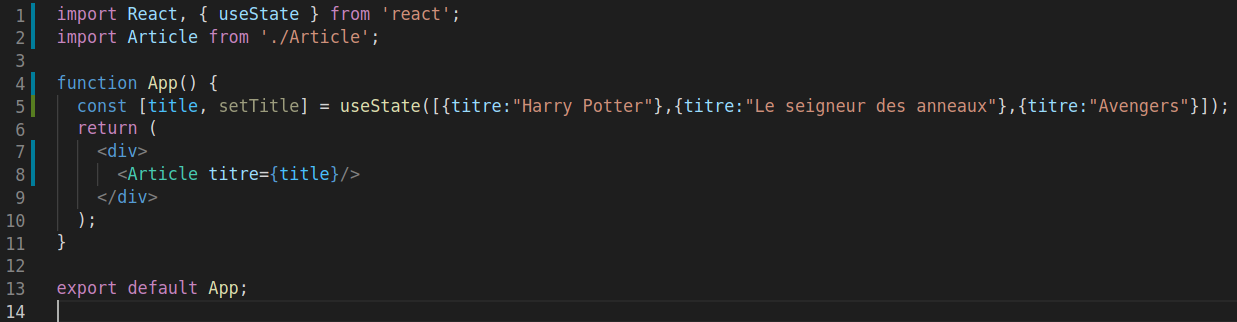 1 import React, { useState } from 'react';
2 import Article from './Article';
3
4 function App() {
5   const [title, setTitle] = useState([{titre:"Harry Potter"},{titre:"Le seigneur des anneaux"},{titre:"Avengers"}]);
6   return (
7     <div>
8       <Article titre={title}/>
9     </div>
10   );
11 }
12
13 export default App;
14